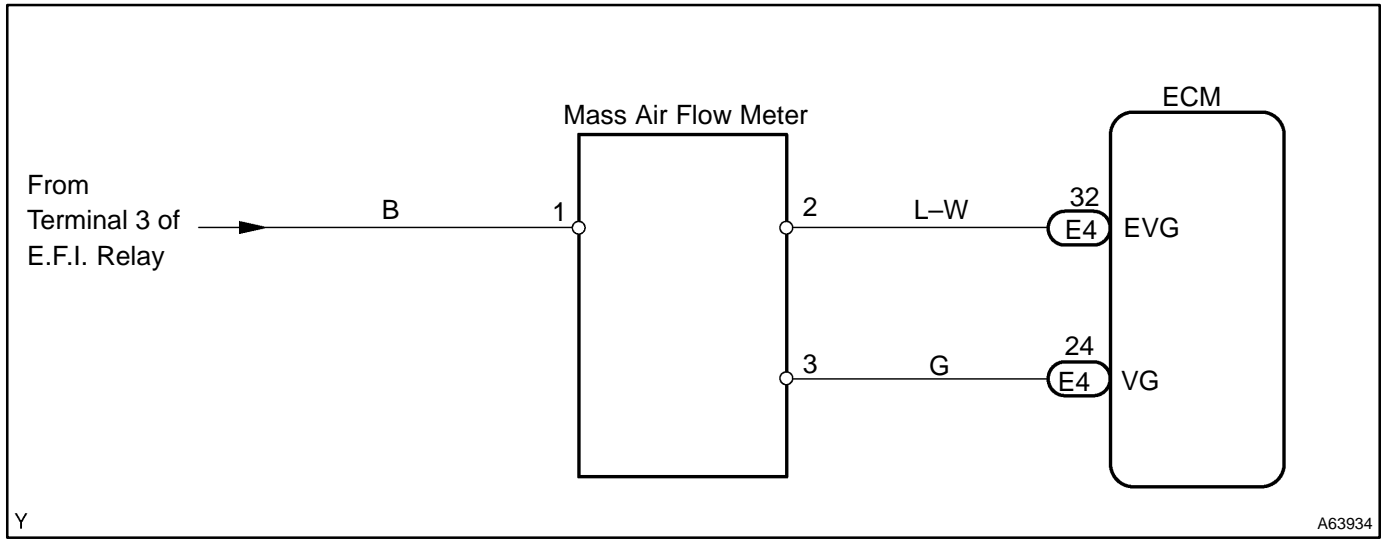 ECM
Mass Air Flow Meter
From
Terminal 3 of
E.F.I. Relay
B
1
2
L–W
32
E4
EVG
3
G
24
E4
VG
Y
A63934